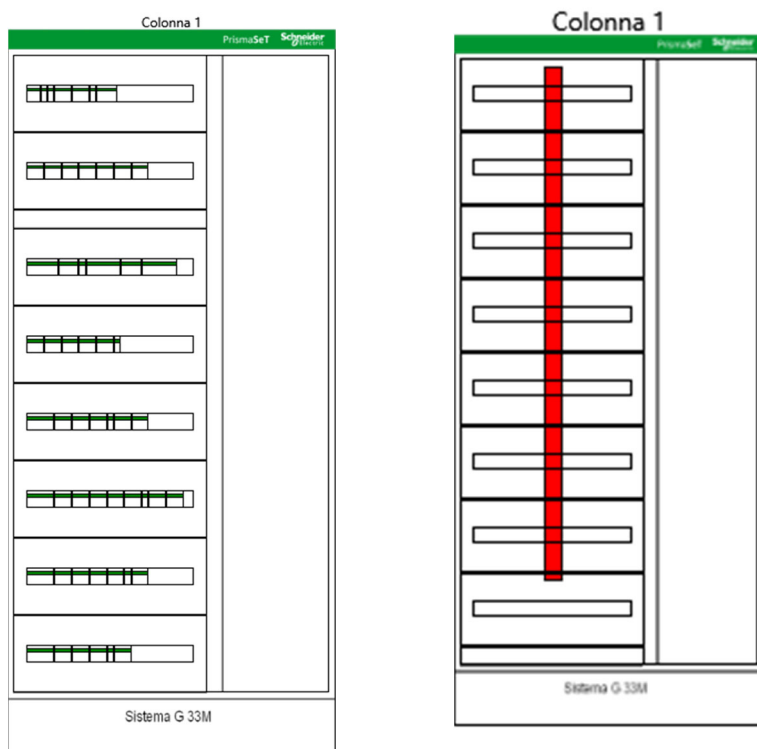 Colonna 1
PrismaSeT Schneider Electric
Sistema G 33M
Colonna 1
PrismaSeT Schneider
Sistema G 33M